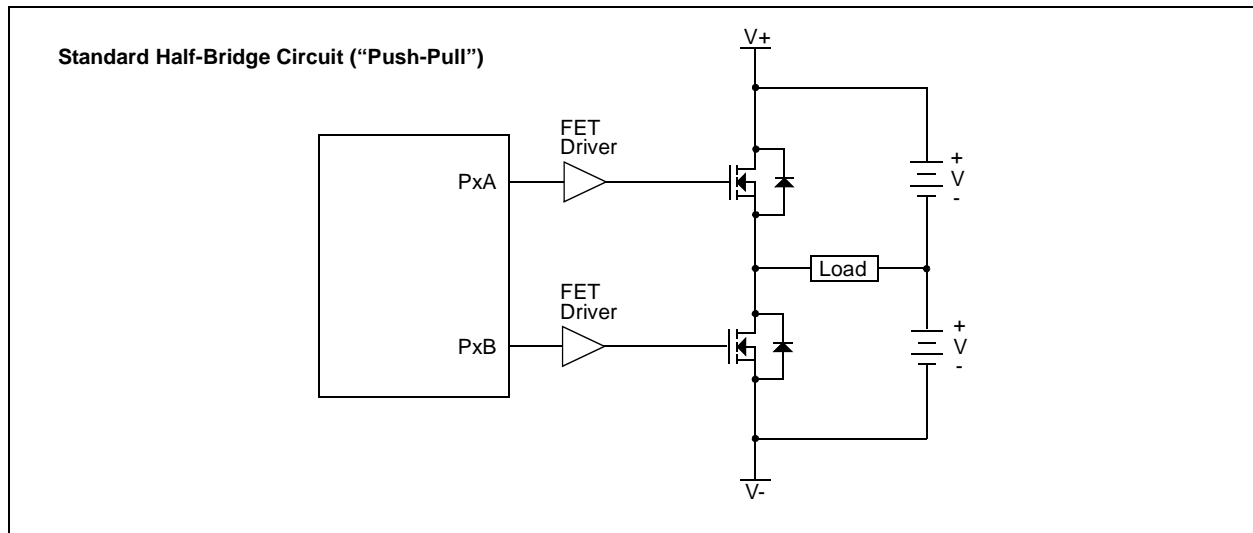 Standard Half-Bridge Circuit (“Push-Pull”)
V+
FET
Driver
PxA
+
V
-
Load
FET
Driver
PxB
+
V
-
V-